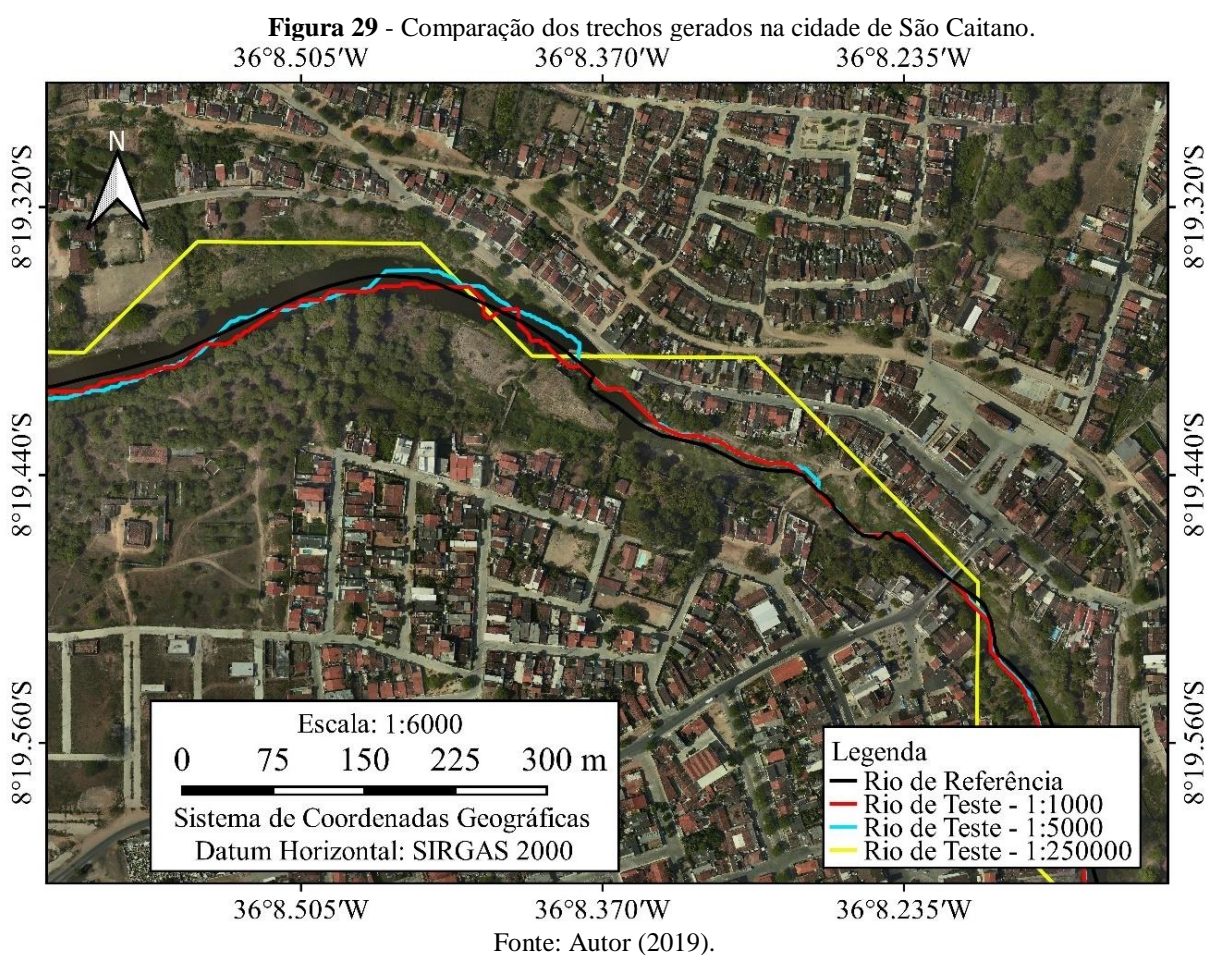 Figura 29 - Comparação dos trechos gerados na cidade de São Caitano.
36°8.505′W 36°8.370′W 36°8.235′W
N
8°19.320′S 8°19.320′S
8°19.440′S 8°19.440′S
8°19.560′S 8°19.560′S
Escala: 1:6000
0 75 150 225 300 m
Sistema de Coordenadas Geográficas
Datum Horizontal: SIRGAS 2000
Legenda
Rio de Referência
Rio de Teste - 1:1000
Rio de Teste - 1:5000
Rio de Teste - 1:250000
36°8.505′W 36°8.370′W 36°8.235′W
Fonte: Autor (2019).